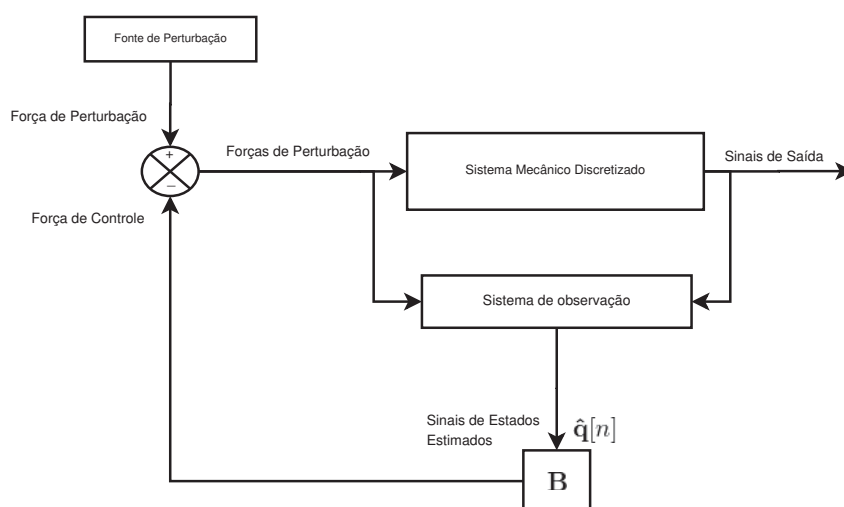 Fonte de Perturbação
Força de Perturbação
+
−
Forças de Perturbação
Sistema Mecânico Discretizado
Sinais de Saída
Força de Controle
Sistema de observação
Sinais de Estados
Estimados
q̂[n]
B